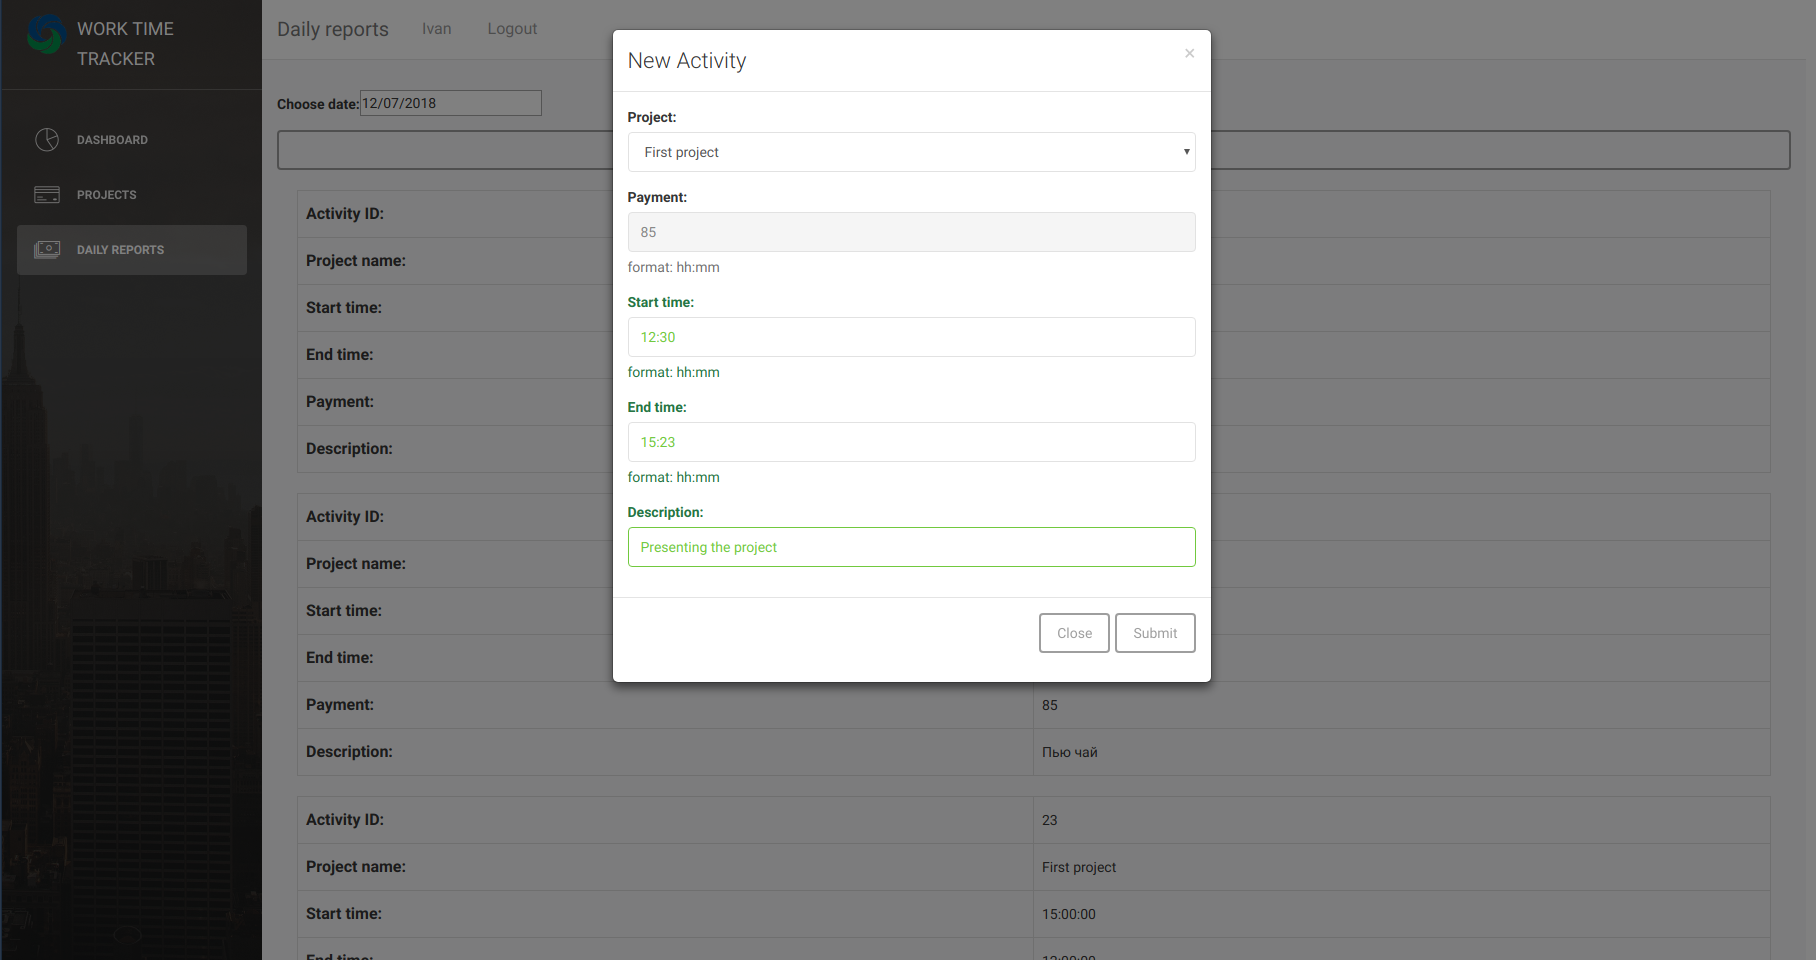 WORK TIME
TRACKER
DASHBOARD
PROJECTS
DAILY REPORTS
Daily reports Ivan Logout
Choose date: 12/07/2018
New Activity ×
Project:
First project
Payment:
85
format: hh:mm
Start time:
12:30
format: hh:mm
End time:
15:23
format: hh:mm
Description:
Presenting the project
Close Submit
Activity ID:
Project name:
Start time:
End time:
Payment:
Description:
Activity ID:
Project name:
Start time:
End time:
Payment: 85
Description: Пью чай
Activity ID: 23
Project name: First project
Start time: 15:00:00
End time: